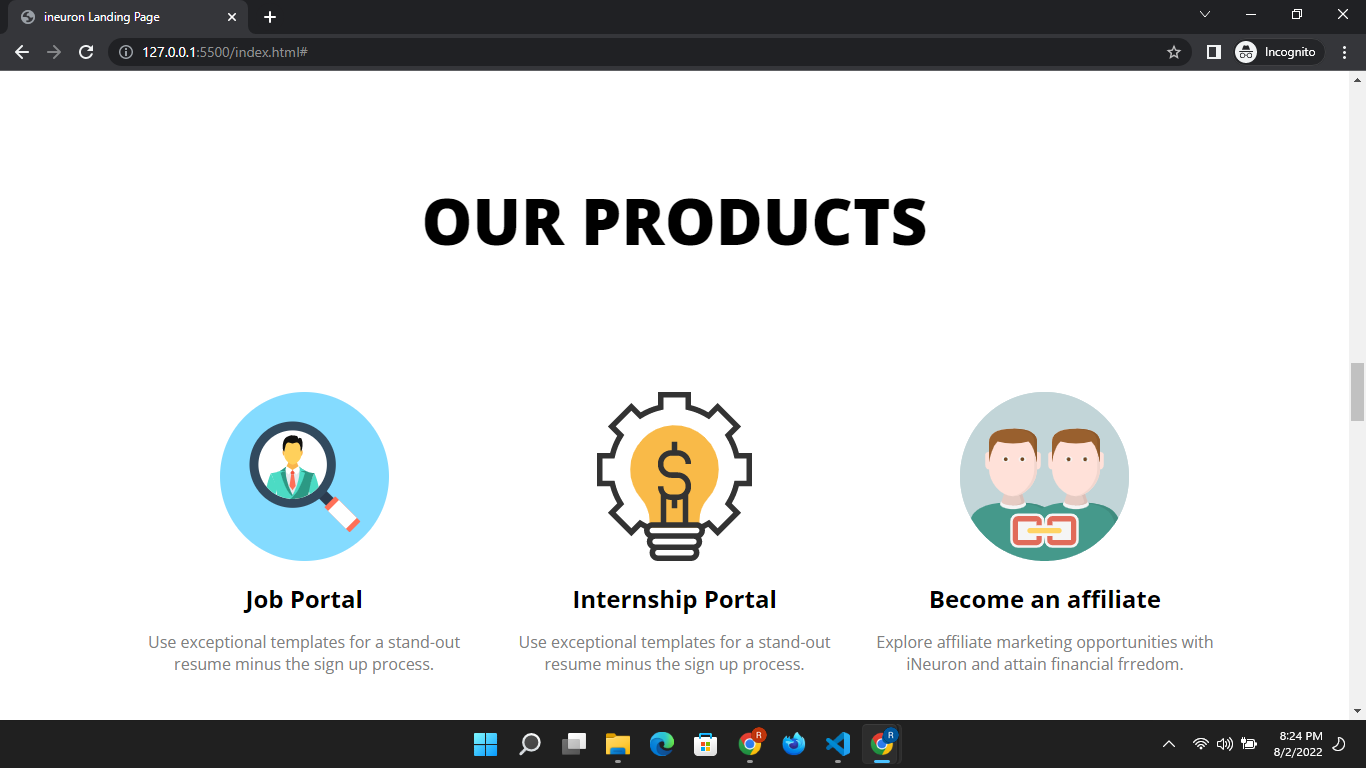 ineuron Landing Page
127.0.0.1:5500/index.html#
Incognito
OUR PRODUCTS
$
Job Portal
Internship Portal
Become an affiliate
Use exceptional templates for a stand-out
resume minus the sign up process.
Use exceptional templates for a stand-out
resume minus the sign up process.
Explore affiliate marketing opportunities with
iNeuron and attain financial frredom.
R
R
8:24 PM
8/2/2022